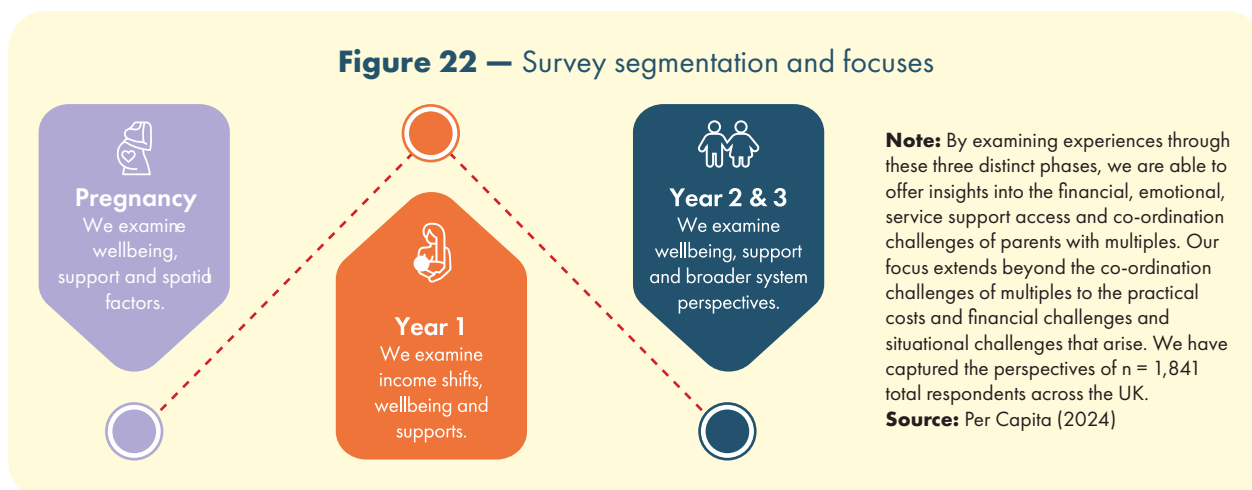 Figure 22 — Survey segmentation and focuses
Pregnancy
We examine
wellbeing,
support and spatial
factors.
Year 1
We examine
income shifts,
wellbeing and
supports.
Year 2 & 3
We examine
wellbeing, support
and broader system
perspectives.
Note: By examining experiences through
these three distinct phases, we are able to
offer insights into the financial, emotional,
service support access and co-ordination
challenges of parents with multiples. Our
focus extends beyond the co-ordination
challenges of multiples to the practical
costs and financial challenges and
situational challenges that arise. We have
captured the perspectives of n = 1,841
total respondents across the UK.
Source: Per Capita (2024)